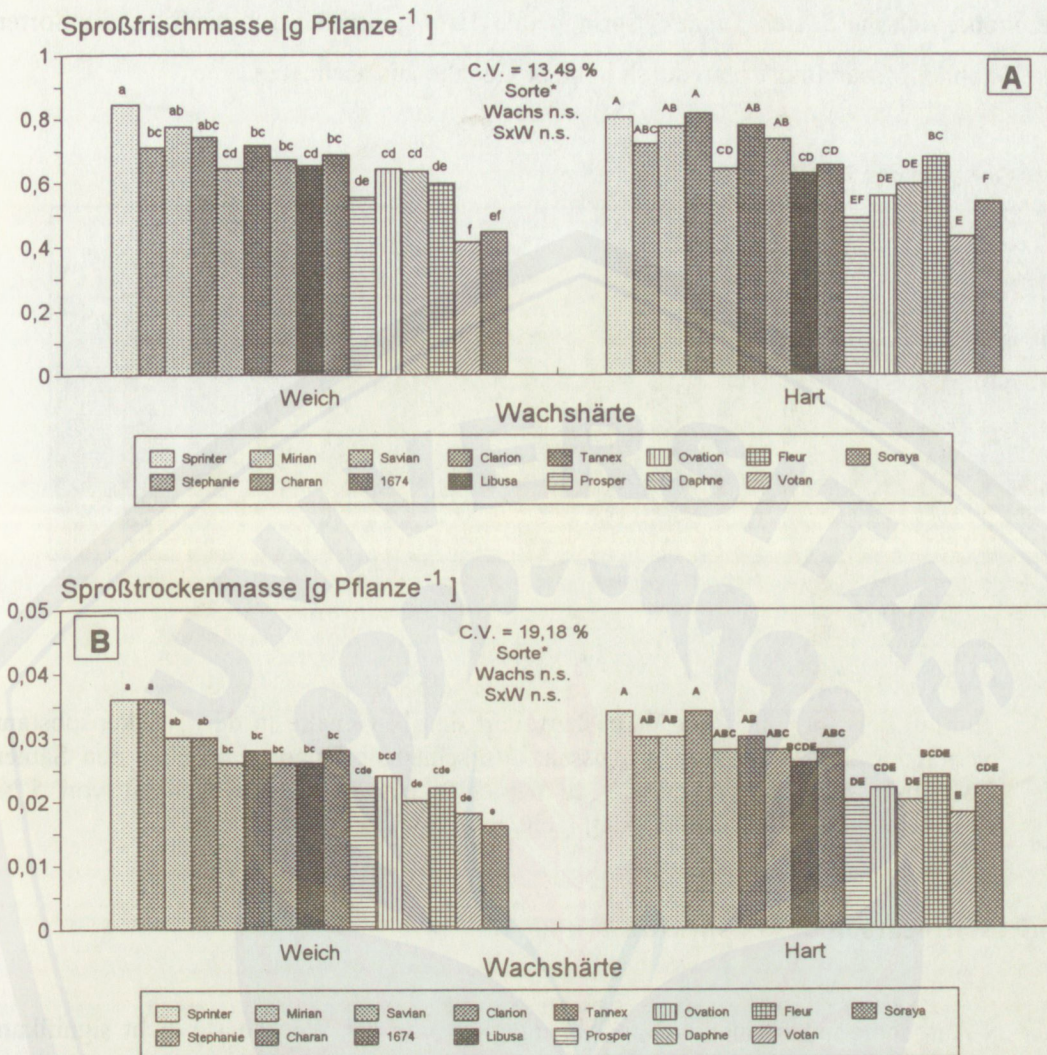 Sproßfrischmasse [g Pflanze⁻¹ ]
1
0,8
0,6
0,4
0,2
0
C.V. = 13,49 %
Sorte*
Wachs n.s.
SxW n.s.
A
a bc ab abc cd bc bc cd bc de cd cd de f ef
A ABC AB A CD AB AB CD CD EF DE DE BC E F
Weich Hart
Wachshärte
Sprinter Mirian Savian Clarion Tannex Ovation Fleur Soraya
Stephanie Charan 1674 Libusa Prosper Daphne Votan
Sproßtrockenmasse [g Pflanze⁻¹ ]
0,05
0,04
0,03
0,02
0,01
0
B
C.V. = 19,18 %
Sorte*
Wachs n.s.
SxW n.s.
a a ab ab bc bc bc bc bc cde bcd de cde de e
A AB AB A ABC AB ABC BCDE ABC DE CDE DE BCDE E CDE
Weich Hart
Wachshärte
Sprinter Mirian Savian Clarion Tannex Ovation Fleur Soraya
Stephanie Charan 1674 Libusa Prosper Daphne Votan
UNIVERSITAS